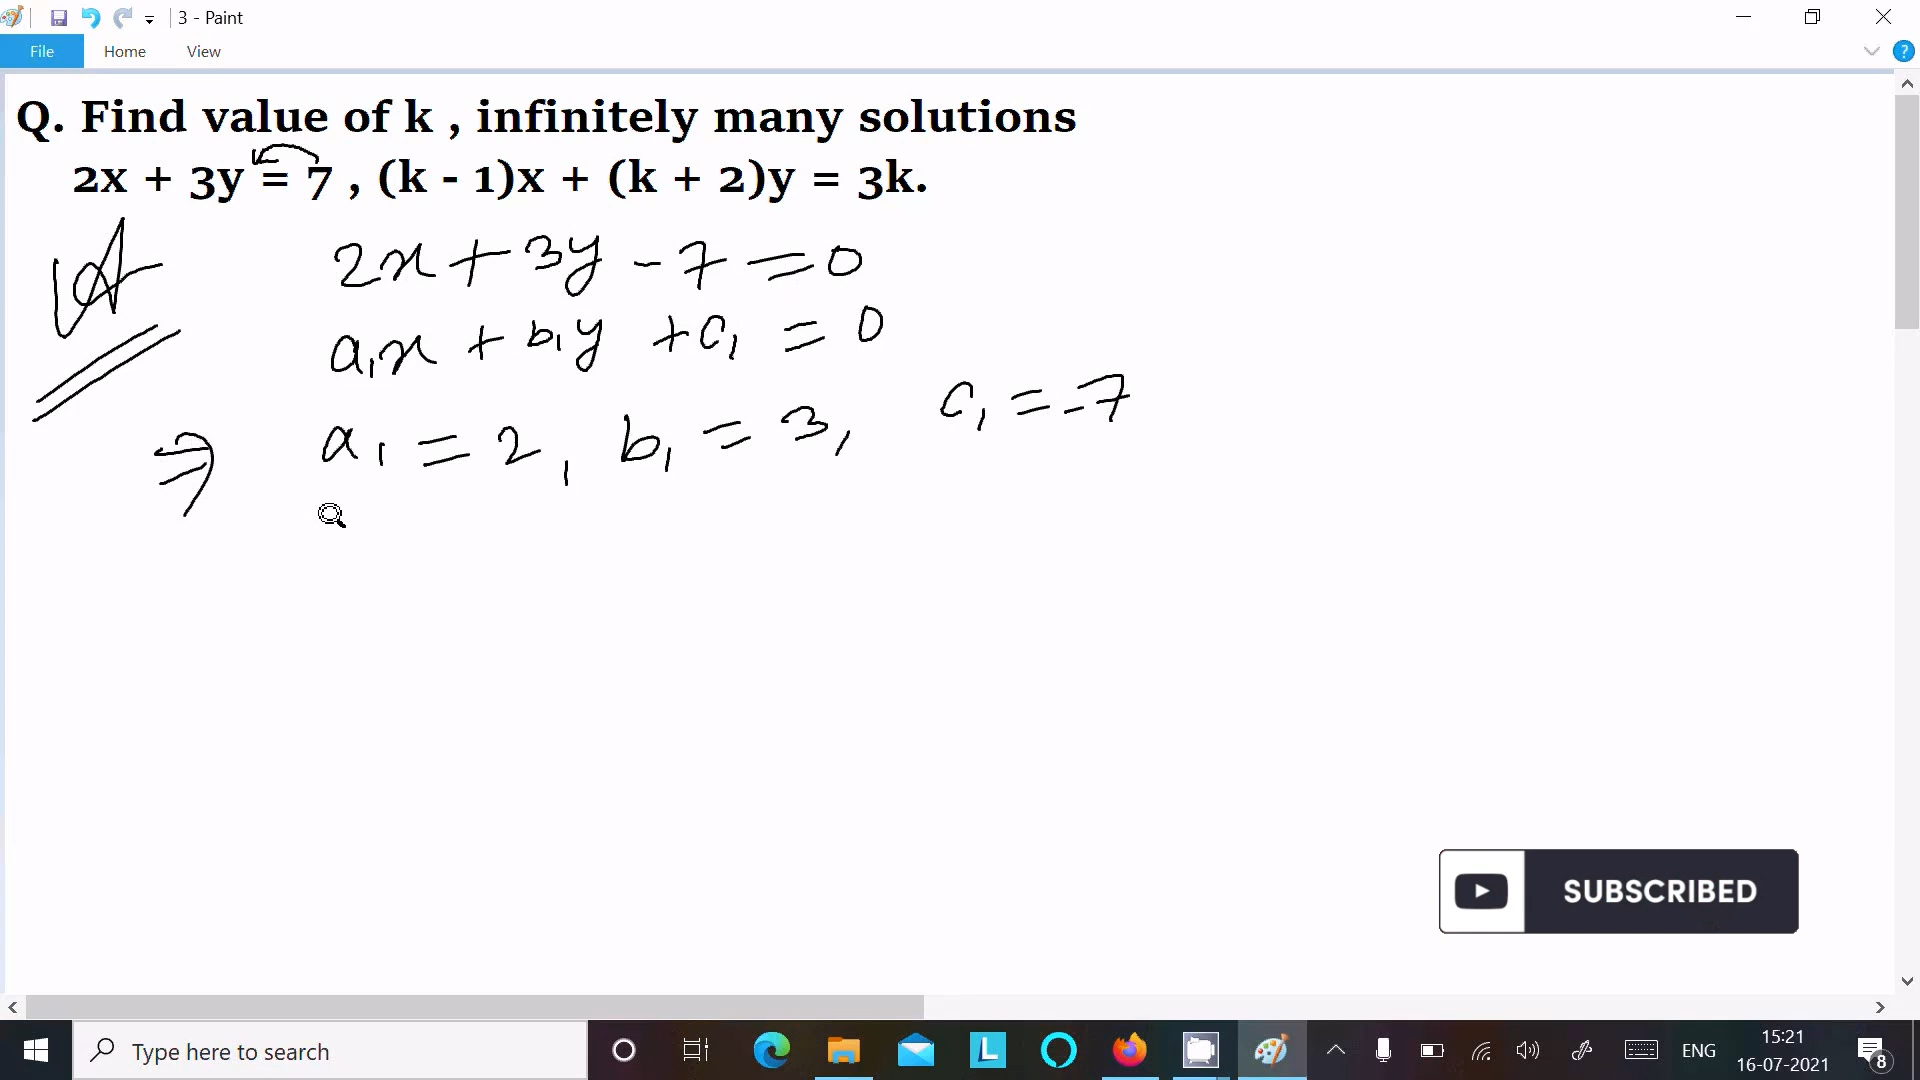 3 - Paint
File Home View
Q. Find value of k , infinitely many solutions
2x + 3y = 7 , (k - 1)x + (k + 2)y = 3k.
2x + 3y - 7 = 0
a₁x + b₁y + c₁ = 0
⇒ a₁ = 2, b₁ = 3, c₁ = -7
SUBSCRIBED
Type here to search
ENG
15:21
16-07-2021
8